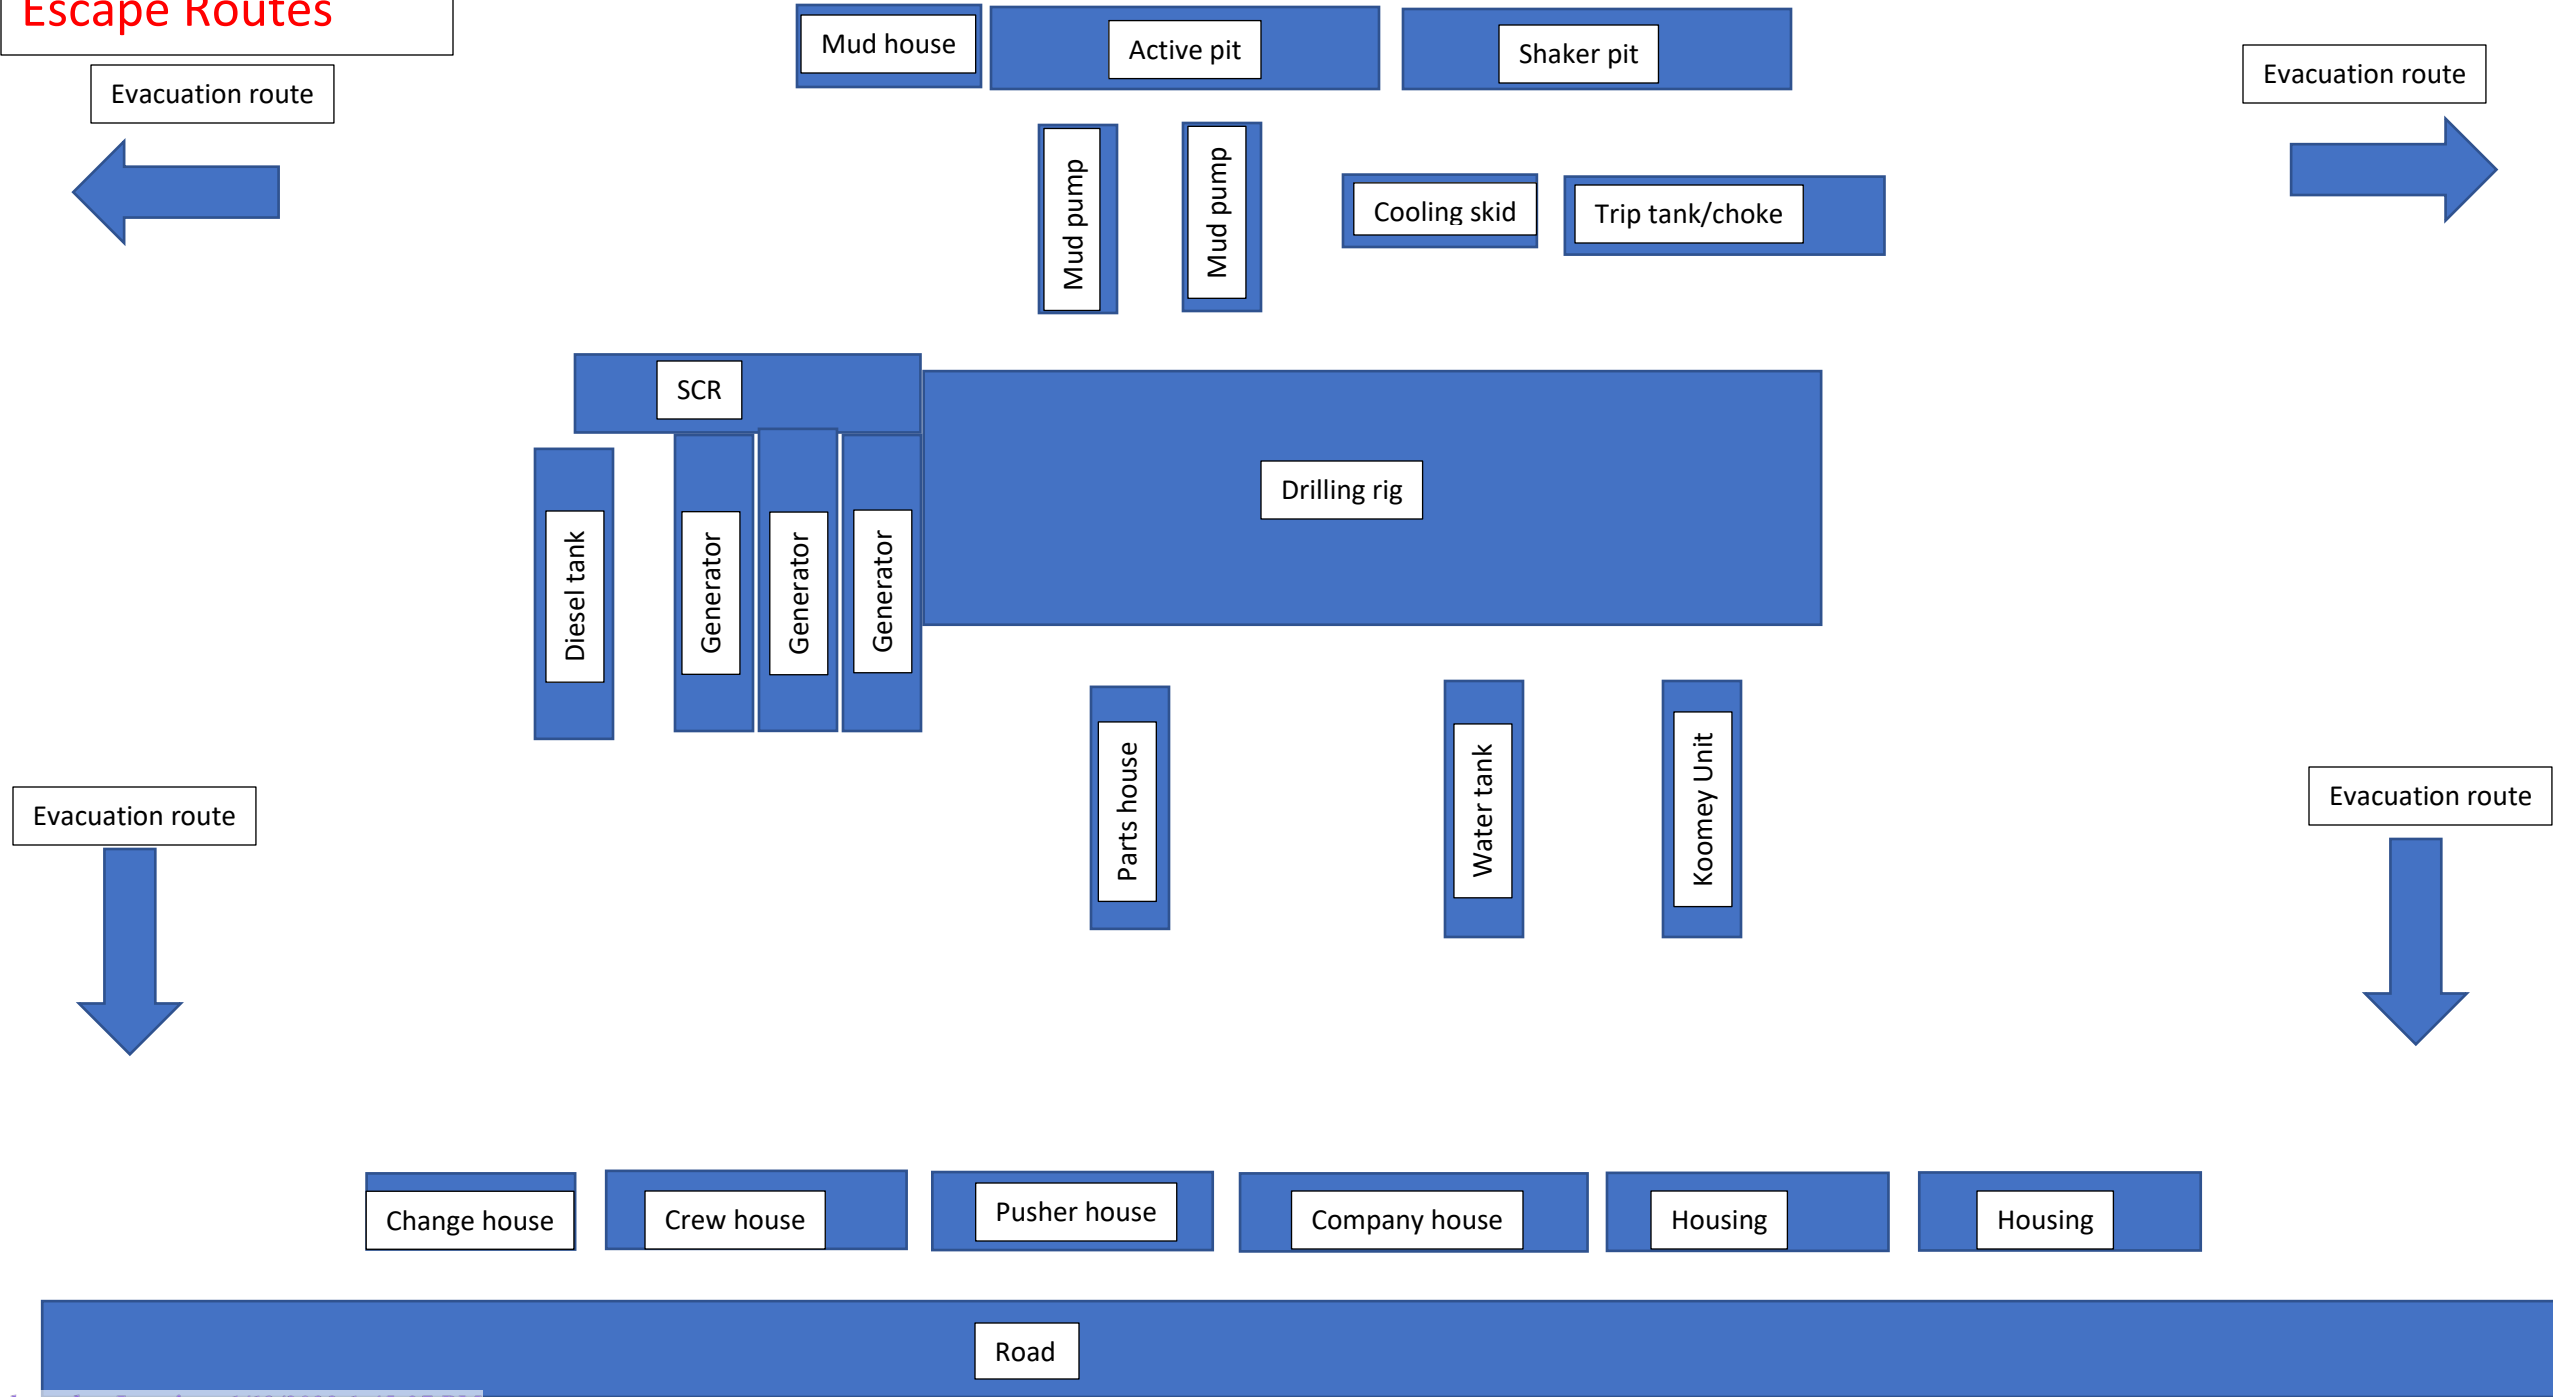 Escape Routes
Mud house
Active pit
Shaker pit
Evacuation route
Evacuation route
Mud pump
Mud pump
Cooling skid
Trip tank/choke
SCR
Drilling rig
Diesel tank
Generator
Generator
Generator
Parts house
Water tank
Koomey Unit
Evacuation route
Evacuation route
Change house
Crew house
Pusher house
Company house
Housing
Housing
Road